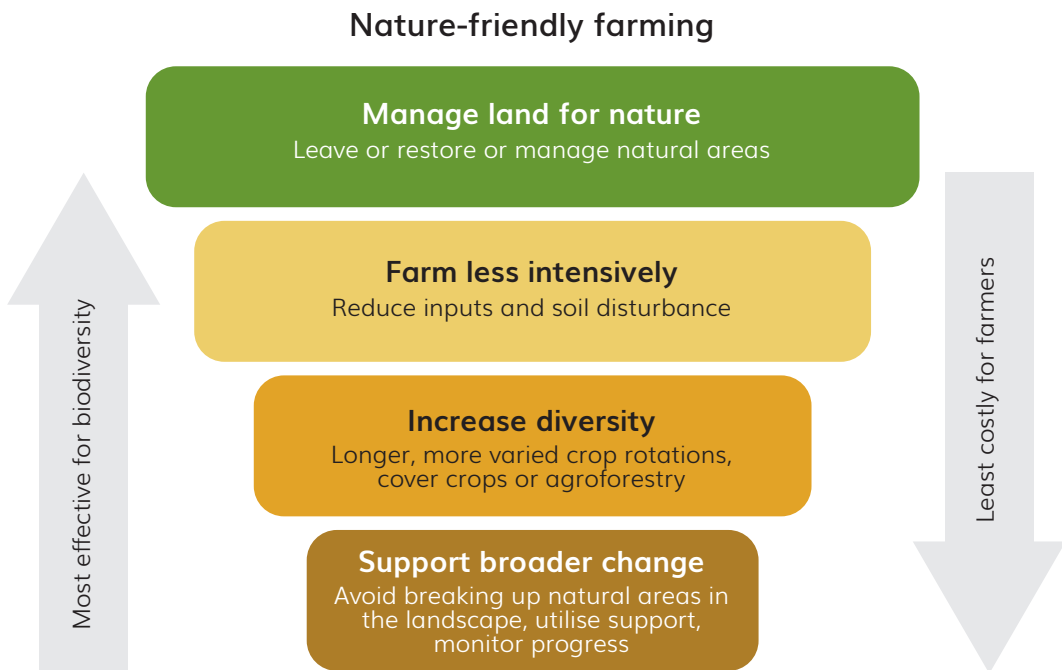 Nature-friendly farming
Manage land for nature
Leave or restore or manage natural areas
Farm less intensively
Reduce inputs and soil disturbance
Increase diversity
Longer, more varied crop rotations,
cover crops or agroforestry
Support broader change
Avoid breaking up natural areas in
the landscape, utilise support,
monitor progress
Most effective for biodiversity
Least costly for farmers